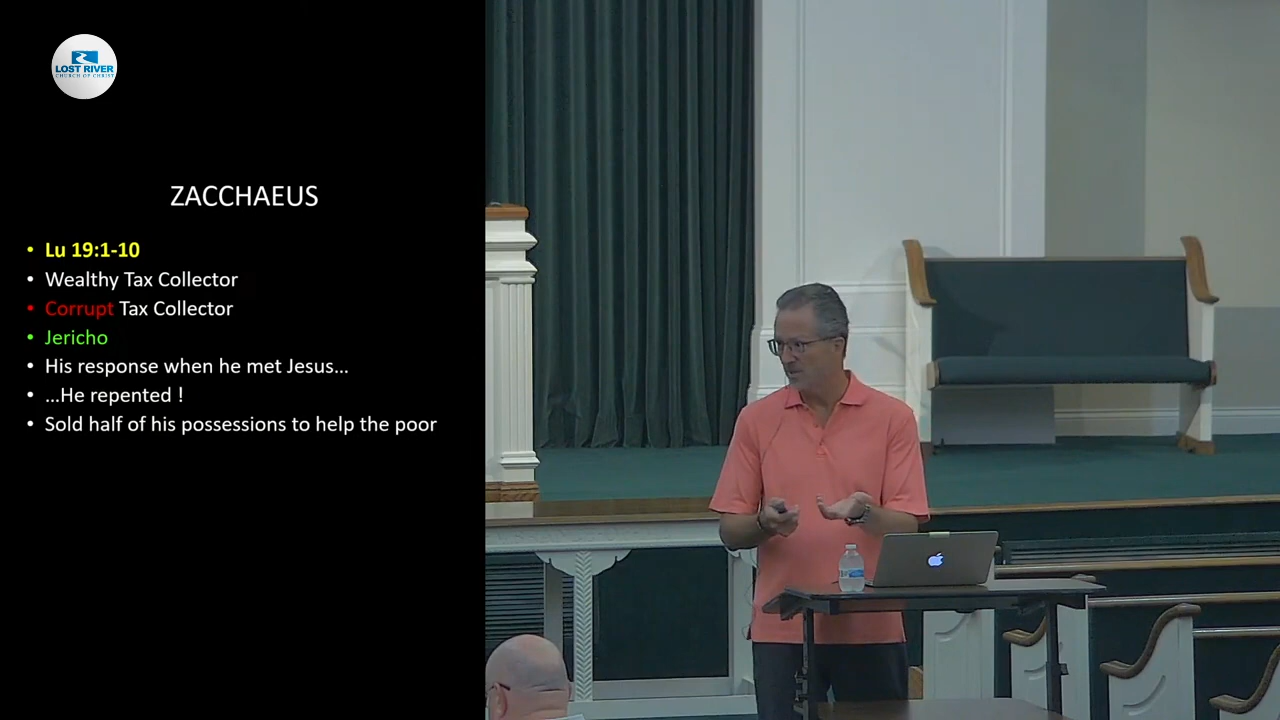 LOST RIVER
CHURCH OF CHRIST
ZACCHAEUS
• Lu 19:1-10
• Wealthy Tax Collector
• Corrupt Tax Collector
• Jericho
• His response when he met Jesus...
• ...He repented !
• Sold half of his possessions to help the poor